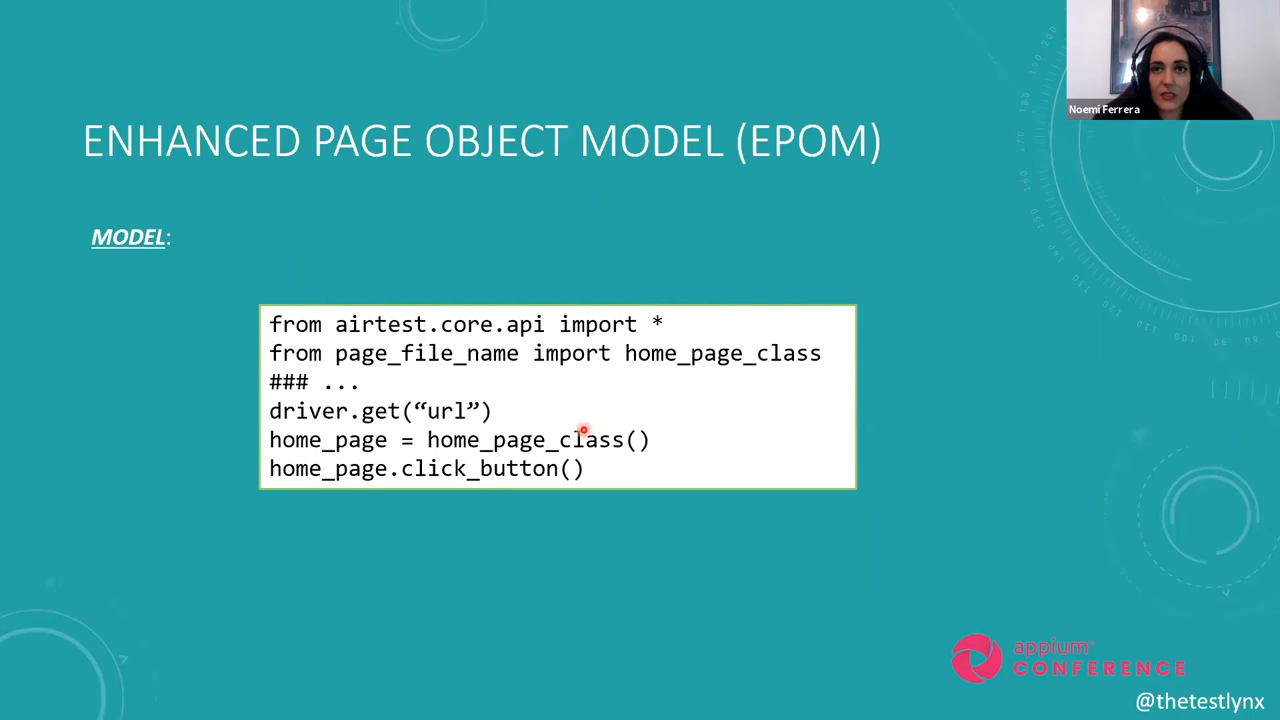 Noemi Ferrera
ENHANCED PAGE OBJECT MODEL (EPOM)
MODEL:
from airtest.core.api import *
from page_file_name import home_page_class
### ...
driver.get(“url”)
home_page = home_page_class()
home_page.click_button()
appium
CONFERENCE
@thetestlynx